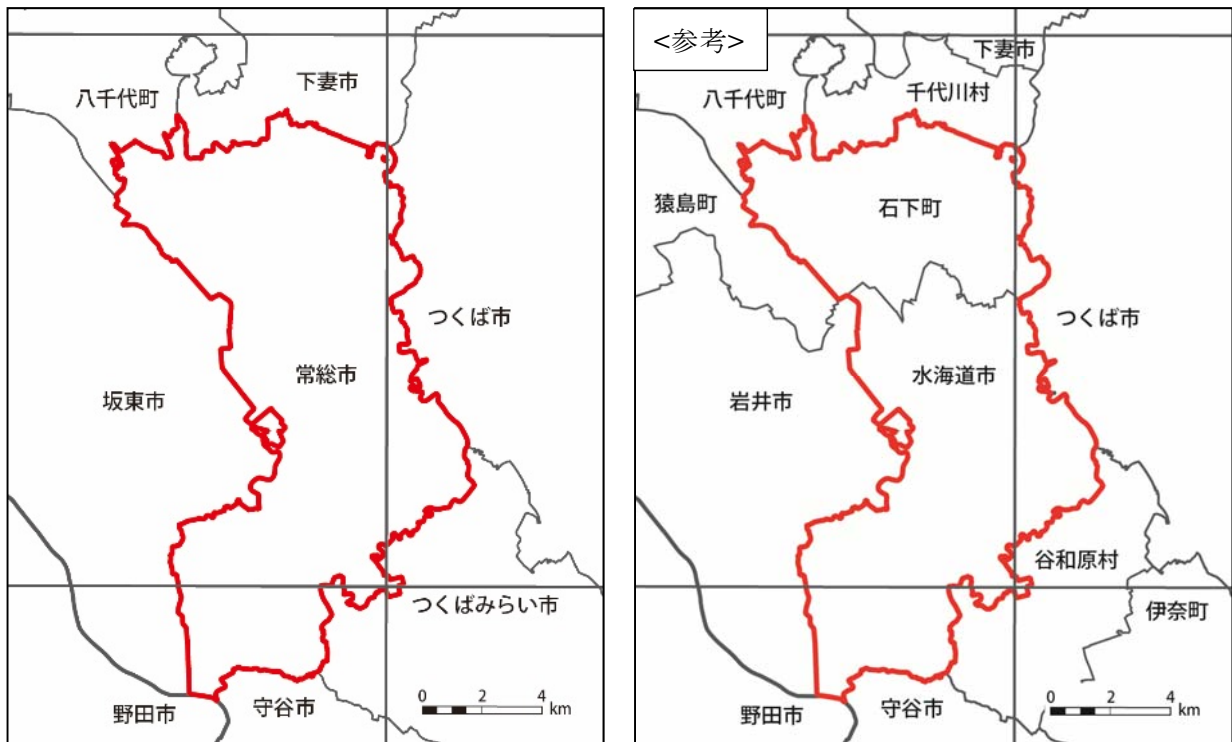 下妻市
八千代町
つくば市
常総市
坂東市
つくばみらい市
野田市
守谷市
0 2 4
km
<参考>
下妻市
八千代町
千代川村
猿島町
石下町
つくば市
水海道市
岩井市
谷和原村
伊奈町
野田市
守谷市
0 2 4
km